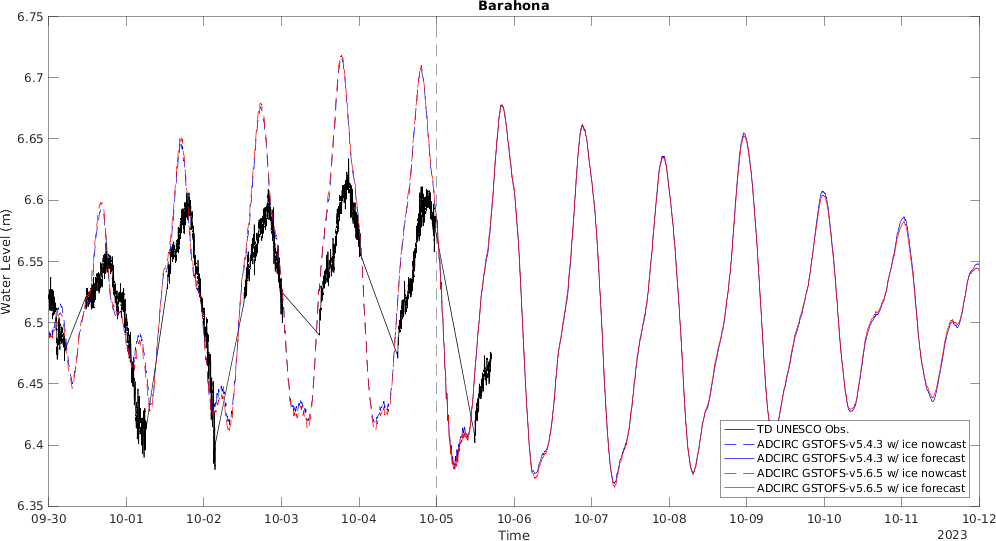 Barahona
6.75
6.7
6.65
6.6
6.55
6.5
6.45
6.4
6.35
Water Level (m)
09-30 10-01 10-02 10-03 10-04 10-05 10-06 10-07 10-08 10-09 10-10 10-11 10-12
Time
2023
TD UNESCO Obs.
ADCIRC GSTOFS-v5.4.3 w/ ice nowcast
ADCIRC GSTOFS-v5.4.3 w/ ice forecast
ADCIRC GSTOFS-v5.6.5 w/ ice nowcast
ADCIRC GSTOFS-v5.6.5 w/ ice forecast